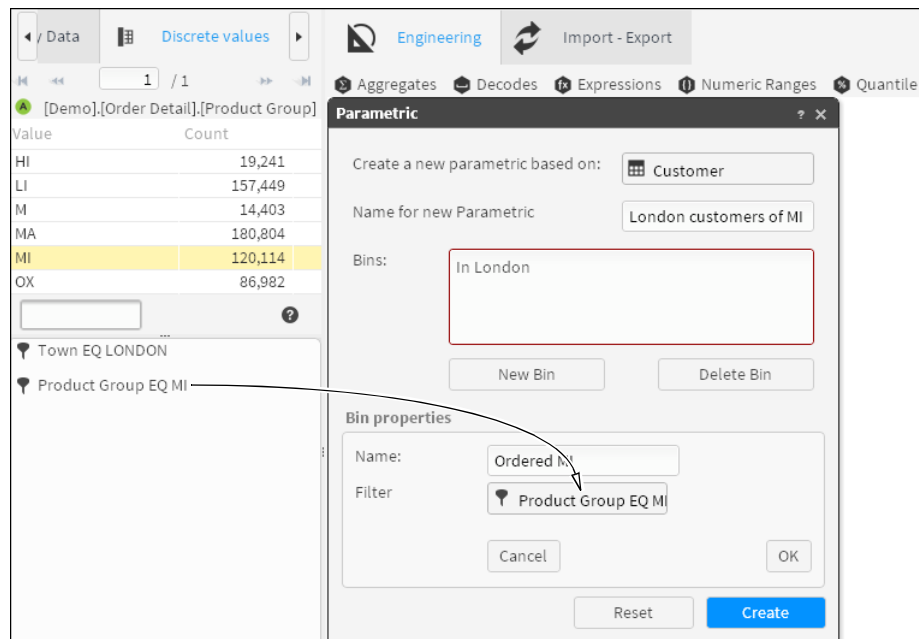 / Data
Discrete values
Engineering
Import - Export
1 / 1
Aggregates
Decodes
Expressions
Numeric Ranges
Quantile
[Demo].[Order Detail].[Product Group]
Value Count
HI 19,241
LI 157,449
M 14,403
MA 180,804
MI 120,114
OX 86,982
?
Town EQ LONDON
Product Group EQ MI
Parametric
?
Create a new parametric based on:
Customer
Name for new Parametric
London customers of MI
Bins:
In London
New Bin
Delete Bin
Bin properties
Name:
Ordered MI
Filter
Product Group EQ MI
Cancel
OK
Reset
Create